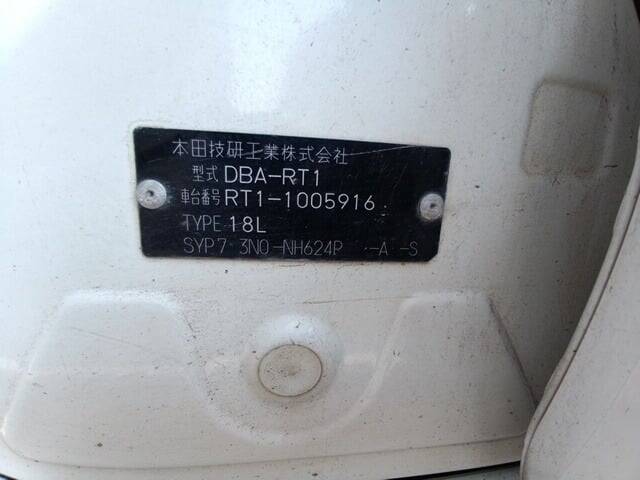 本田技研工業株式会社
型式 DBA-RT1
車台番号 RT1-1005916
TYPE 18L
SYP7 3N0-NH624P -A -S